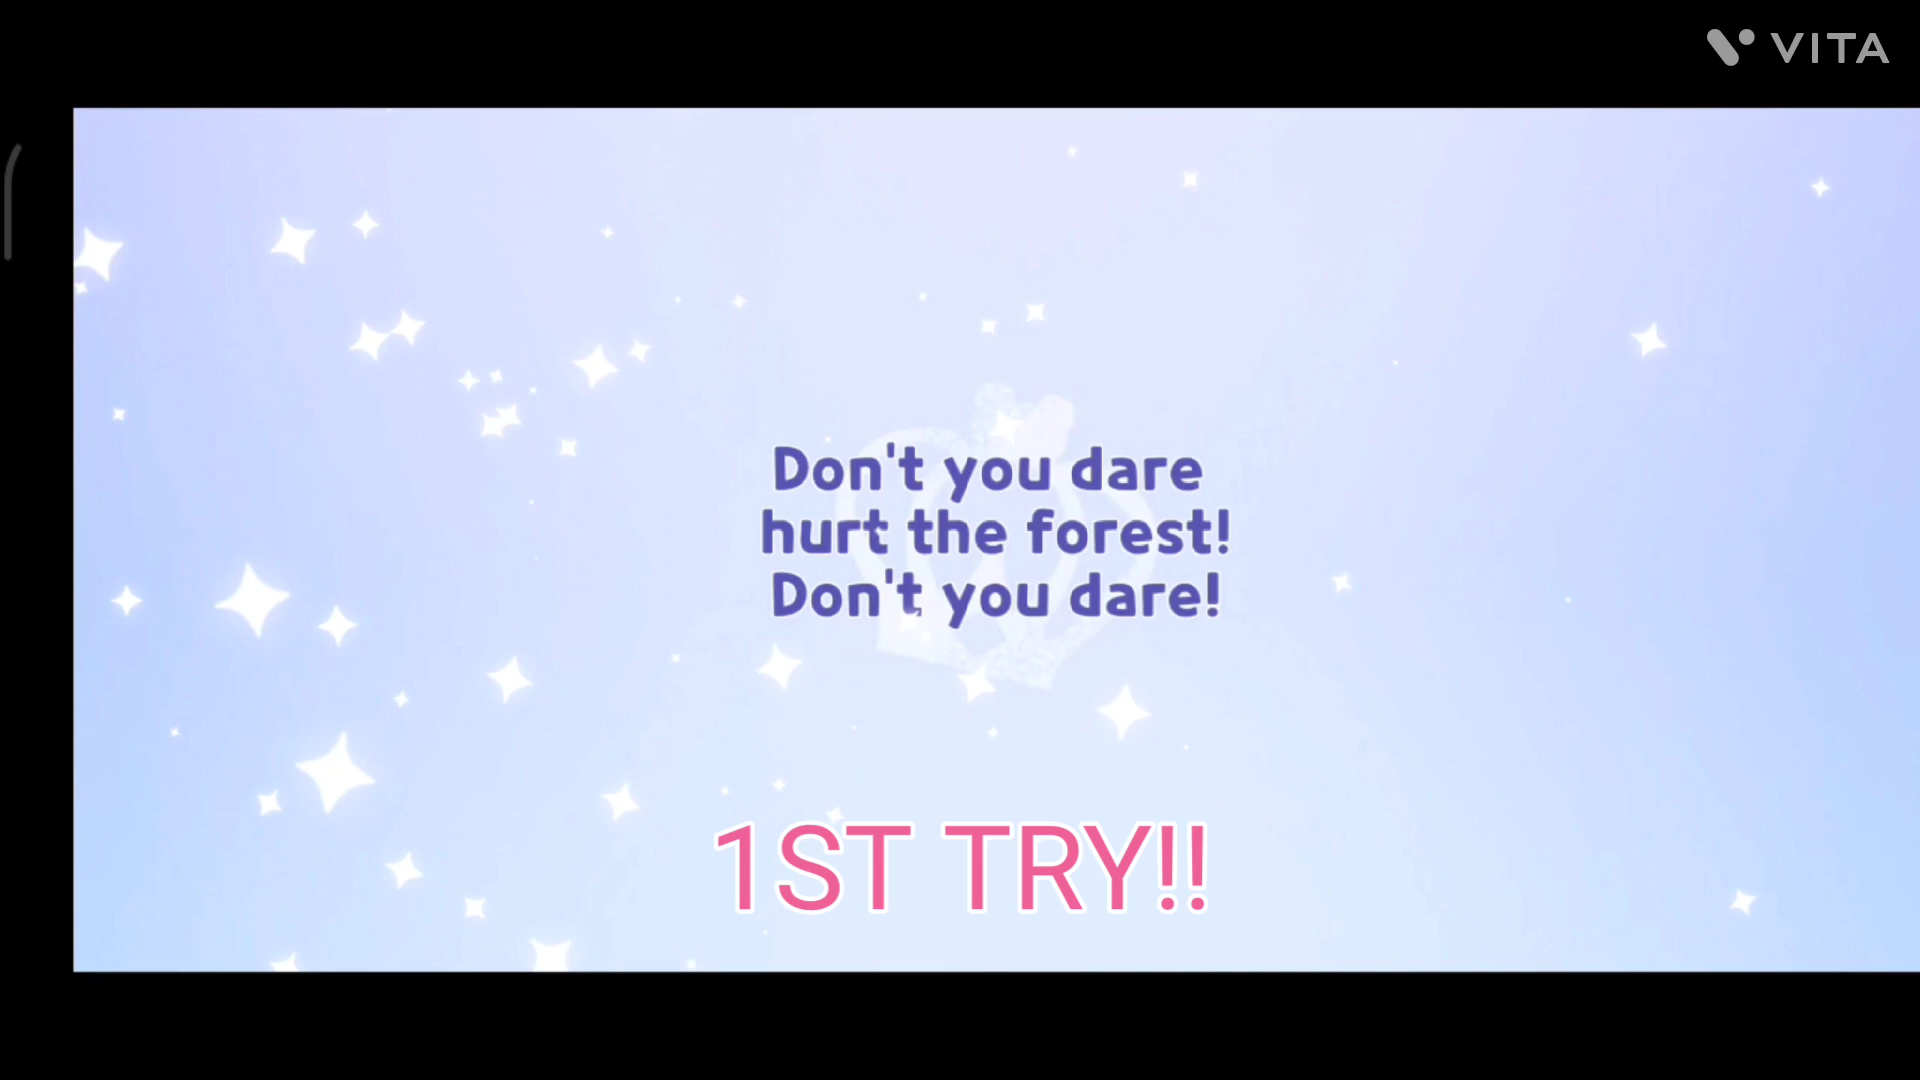 VITA
Don't you dare
hurt the forest!
Don't you dare!
1ST TRY!!